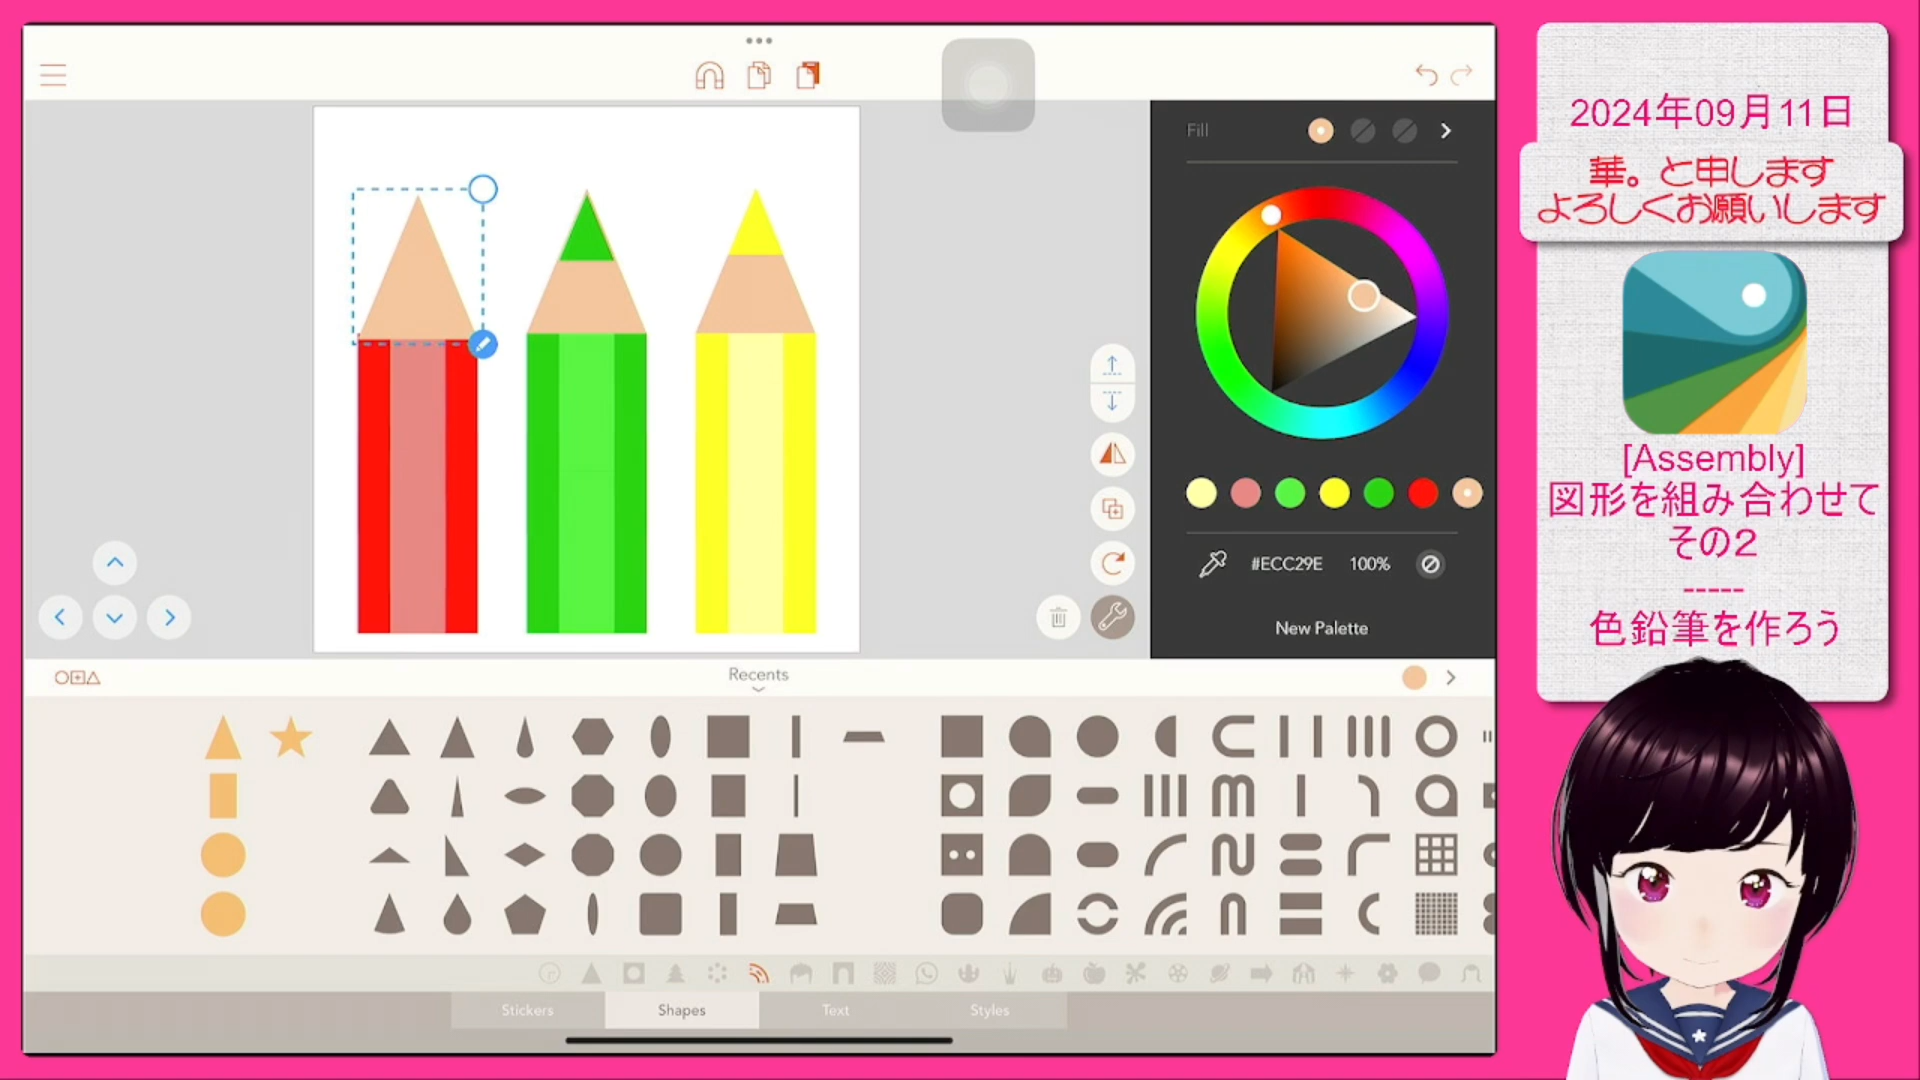 Fill
#ECC29E 100%
New Palette
Recents
Stickers Shapes Text Styles
2024年09月11日
華。と申します
よろしくお願いします
[Assembly]
図形を組み合わせて
その2
-----
色鉛筆を作ろう